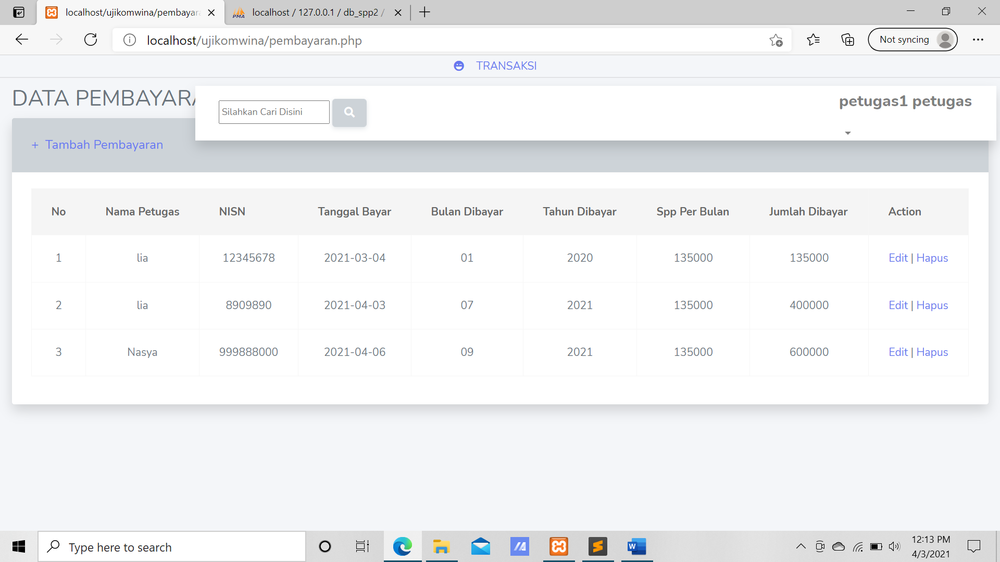 localhost/ujikomwina/pembayara
localhost / 127.0.0.1 / db_spp2 /
localhost/ujikomwina/pembayaran.php
Not syncing
TRANSAKSI
DATA PEMBAYARA
Silahkan Cari Disini
petugas1 petugas
+ Tambah Pembayaran
No Nama Petugas NISN Tanggal Bayar Bulan Dibayar Tahun Dibayar Spp Per Bulan Jumlah Dibayar Action
1 lia 12345678 2021-03-04 01 2020 135000 135000 Edit | Hapus
2 lia 8909890 2021-04-03 07 2021 135000 400000 Edit | Hapus
3 Nasya 999888000 2021-04-06 09 2021 135000 600000 Edit | Hapus
Type here to search
12:13 PM
4/3/2021